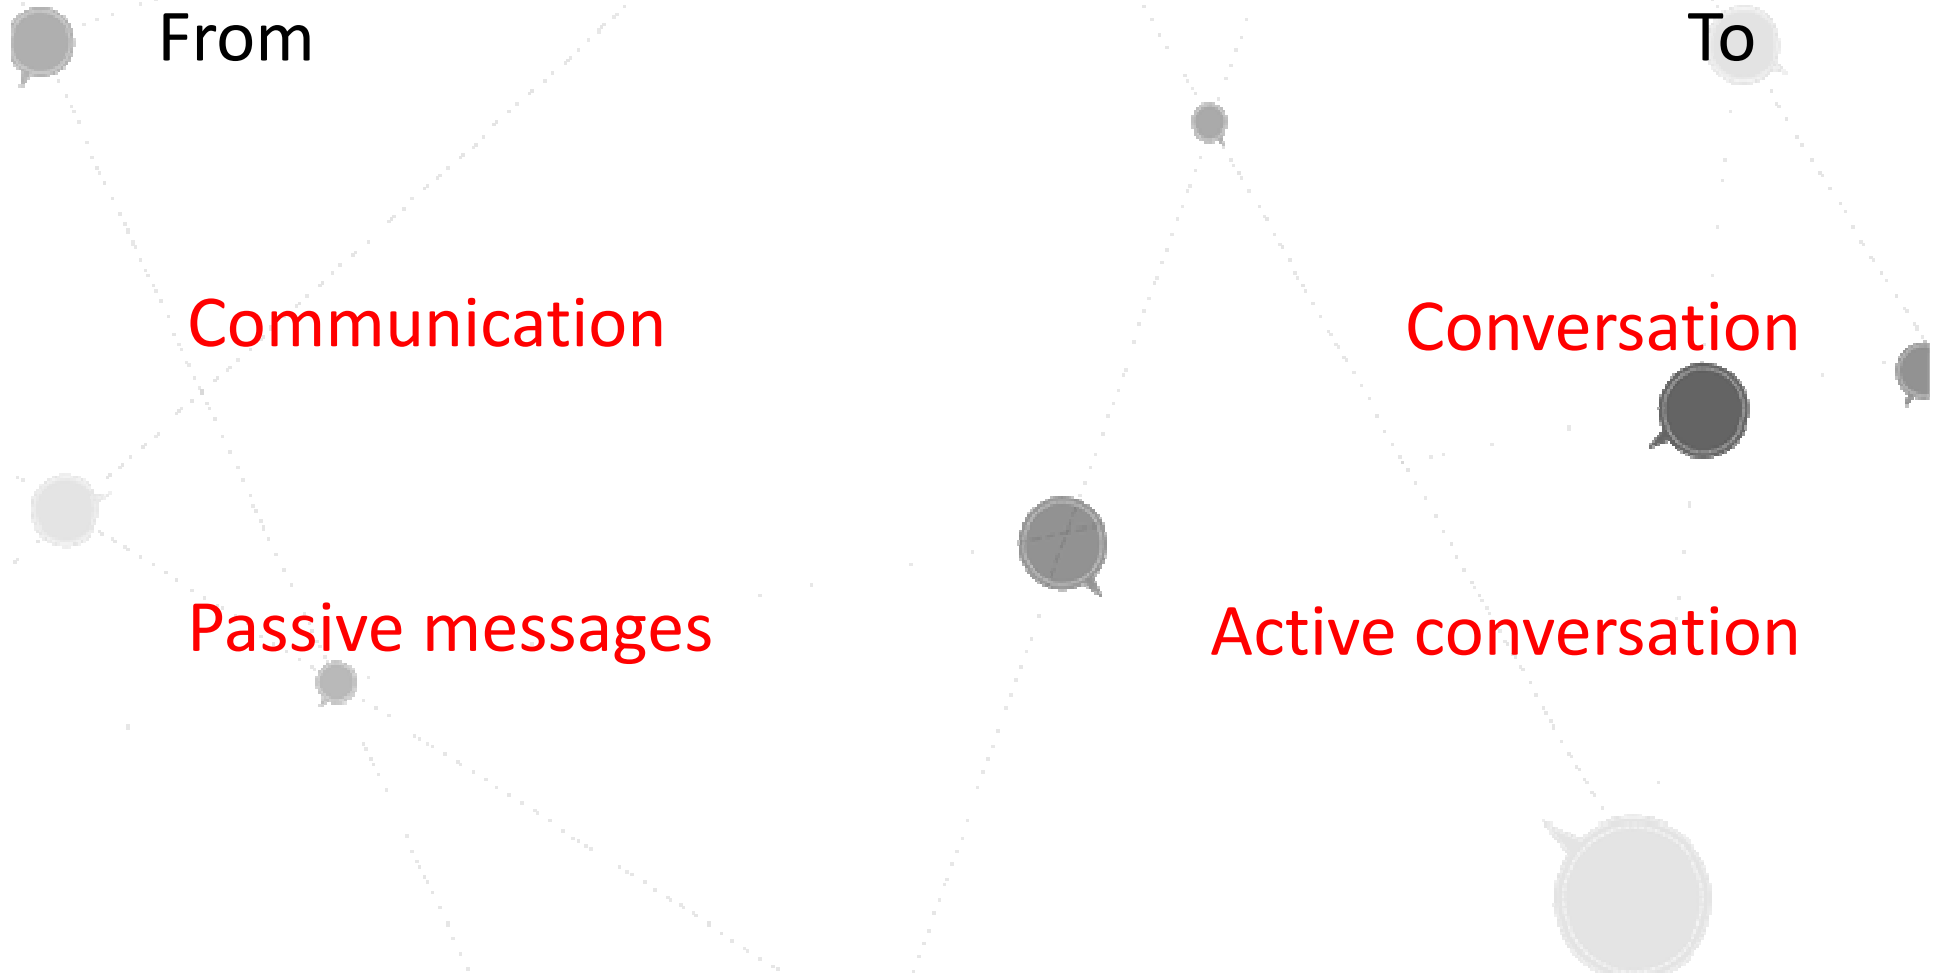 From To
Communication Conversation
Passive messages Active conversation